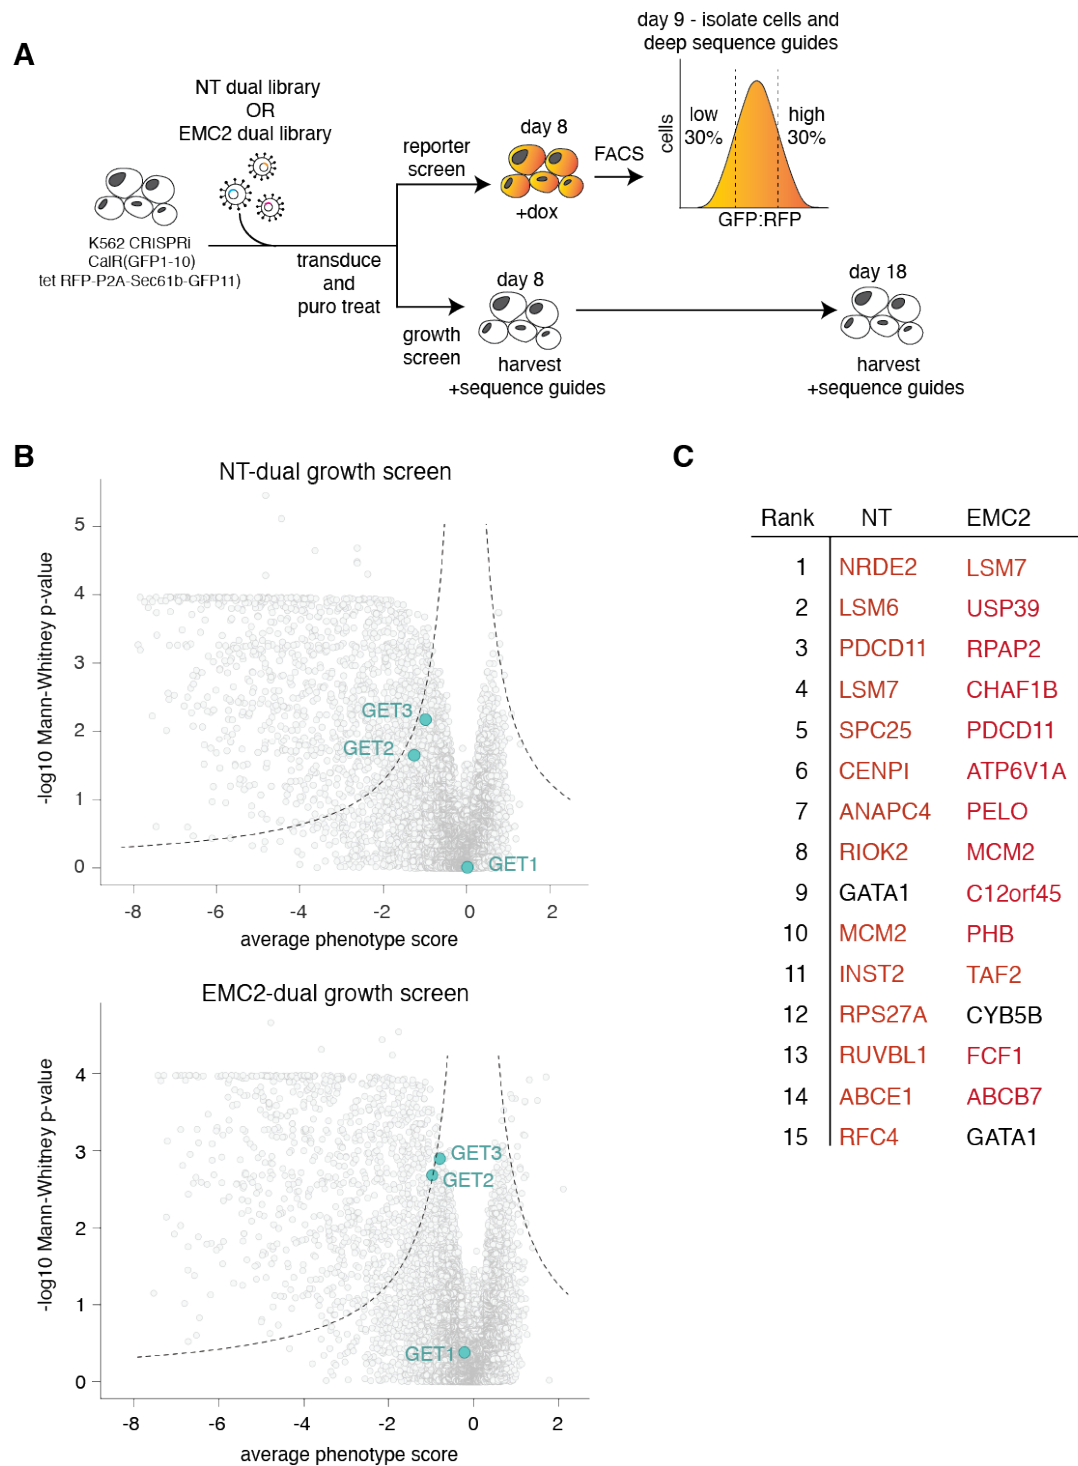 A
NT dual library
OR
EMC2 dual library
K562 CRISPRi
CalR(GFP1-10)
tet RFP-P2A-Sec61b-GFP11)
transduce
and
puro treat
reporter
screen
day 8
+dox
FACS
day 9 - isolate cells and
deep sequence guides
cells
low
30%
high
30%
GFP:RFP
growth
screen
day 8
harvest
+sequence guides
day 18
harvest
+sequence guides
B
NT-dual growth screen
-log10 Mann-Whitney p-value
5
4
3
2
1
0
GET3
GET2
GET1
-8 -6 -4 -2 0 2
average phenotype score
EMC2-dual growth screen
-log10 Mann-Whitney p-value
4
3
2
1
0
GET3
GET2
GET1
-8 -6 -4 -2 0 2
average phenotype score
C
Rank NT EMC2
1 NRDE2 LSM7
2 LSM6 USP39
3 PDCD11 RPAP2
4 LSM7 CHAF1B
5 SPC25 PDCD11
6 CENPI ATP6V1A
7 ANAPC4 PELO
8 RIOK2 MCM2
9 GATA1 C12orf45
10 MCM2 PHB
11 INST2 TAF2
12 RPS27A CYB5B
13 RUVBL1 FCF1
14 ABCE1 ABCB7
15 RFC4 GATA1